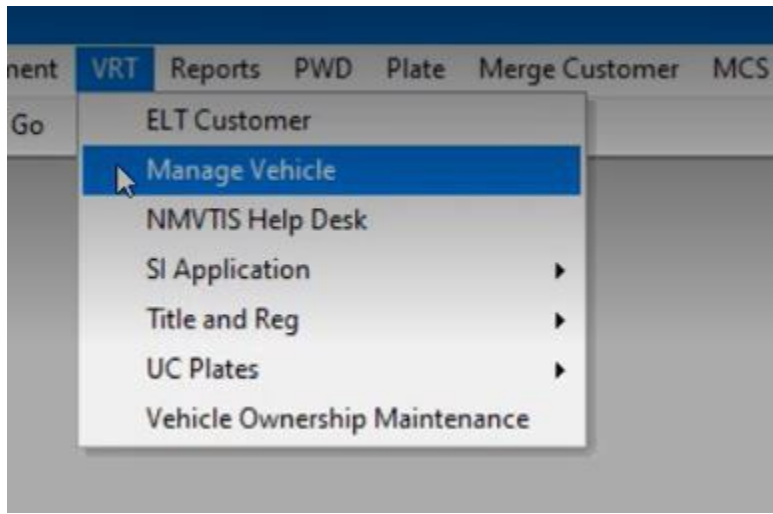 VRT Reports PWD Plate Merge Customer MCS
Go
ELT Customer
Manage Vehicle
NMVTIS Help Desk
SI Application
Title and Reg
UC Plates
Vehicle Ownership Maintenance